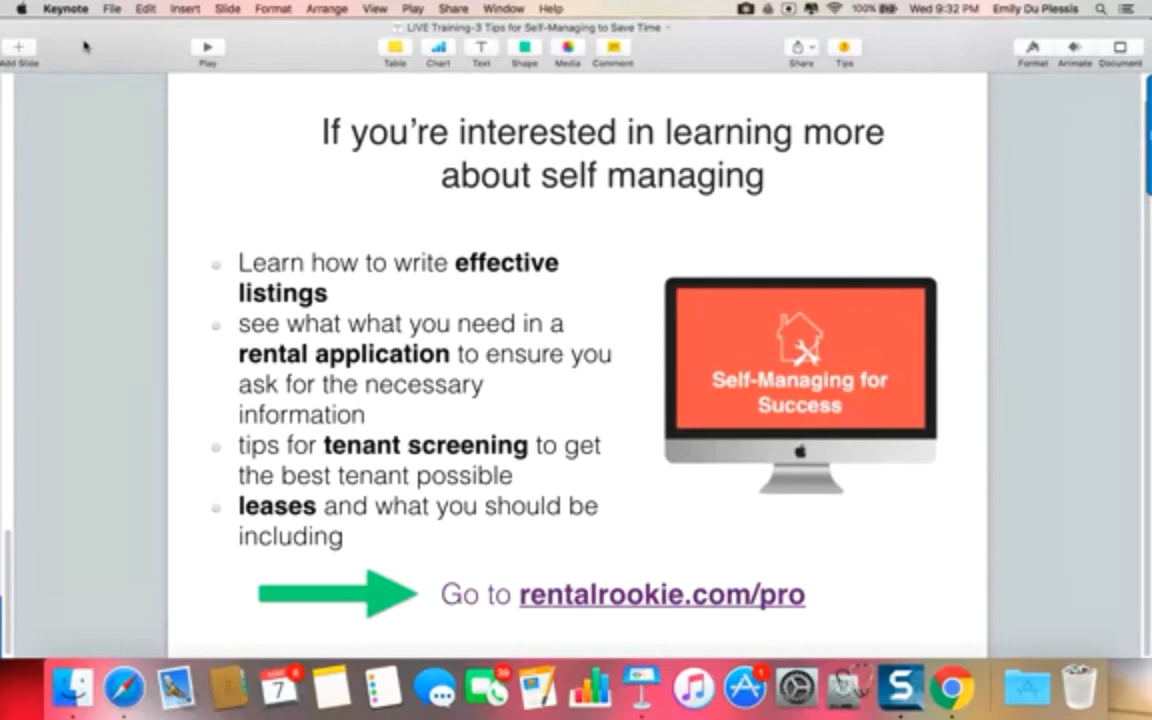 Keynote File Edit Insert Slide Format Arrange View Play Share Window Help 100% Wed 9:32 PM Emily Du Plessis
LIVE Training-3 Tips for Self-Managing to Save Time
Add Slide Play Table Chart Text Shape Media Comment Share Tips Format Animate Document
If you're interested in learning more
about self managing
Learn how to write effective
listings
see what what you need in a
rental application to ensure you
ask for the necessary
information
tips for tenant screening to get
the best tenant possible
leases and what you should be
including
Self-Managing for
Success
Go to rentalrookie.com/pro
7